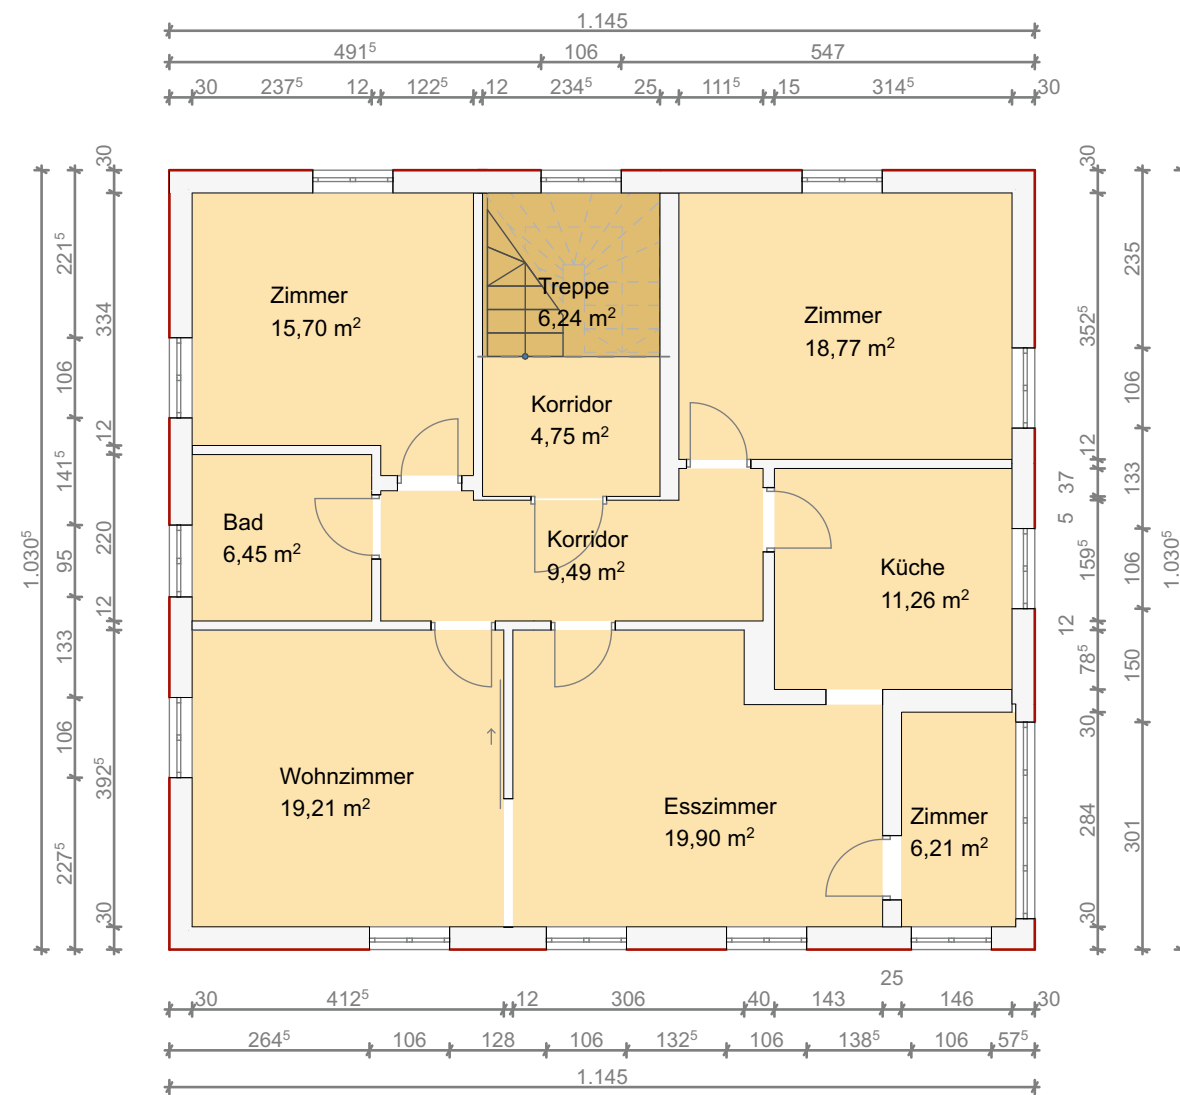 1.145
491⁵ 106 547
30 237⁵ 12 122⁵ 12 234⁵ 25 111⁵ 15 314⁵ 30
30
221⁵
334
106
12
141⁵
220
95
12
133
106
392⁵
227⁵
30
1.030⁵
Zimmer
15,70 m²
Treppe
6,24 m²
Zimmer
18,77 m²
Korridor
4,75 m²
Bad
6,45 m²
Korridor
9,49 m²
Küche
11,26 m²
Wohnzimmer
19,21 m²
Esszimmer
19,90 m²
Zimmer
6,21 m²
30
235
352⁵
106
12
37
133
5
159⁵
106
12
78⁵
150
30
284
301
30
1.030⁵
25
30 412⁵ 12 306 40 143 146 30
264⁵ 106 128 106 132⁵ 106 138⁵ 106 57⁵
1.145